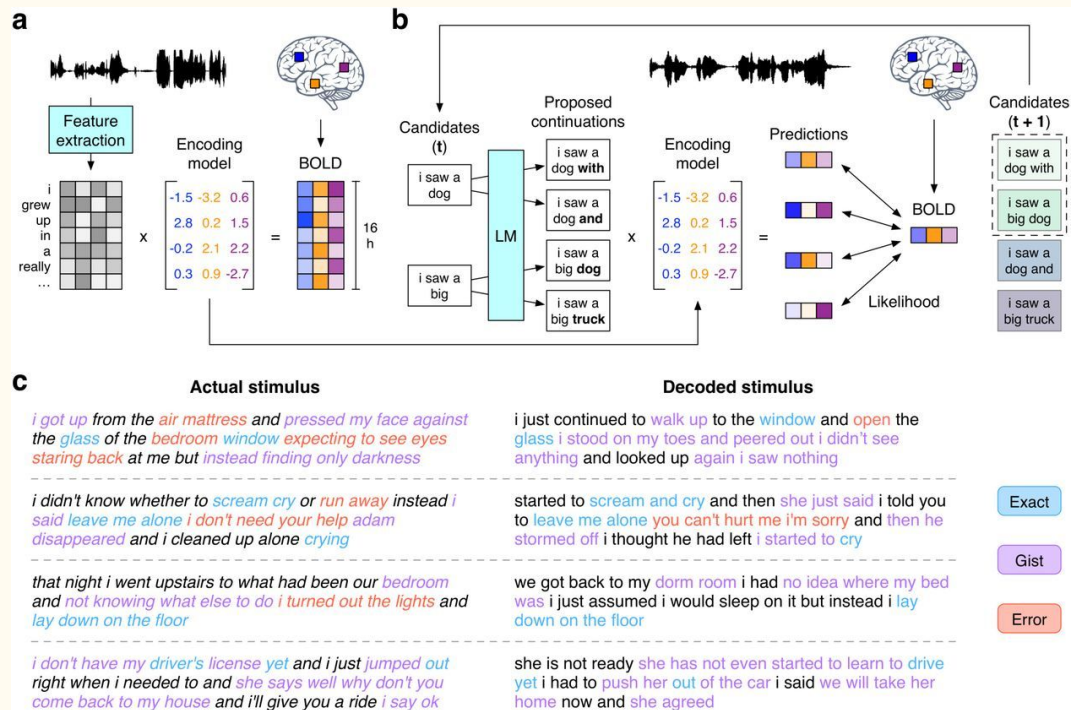 a
b
Feature
extraction
Encoding
model
BOLD
i
grew
up
in
a
really
...
x
-1.5 -3.2 0.6
2.8 0.2 1.5
-0.2 2.1 2.2
0.3 0.9 -2.7
=
16
h
Candidates
(t)
i saw a
dog
i saw a
big
LM
Proposed
continuations
i saw a
dog with
i saw a
dog and
i saw a
big dog
i saw a
big truck
x
Encoding
model
-1.5 -3.2 0.6
2.8 0.2 1.5
-0.2 2.1 2.2
0.3 0.9 -2.7
=
Predictions
BOLD
Likelihood
Candidates
(t + 1)
i saw a
dog with
i saw a
big dog
i saw a
dog and
i saw a
big truck
c
Actual stimulus
Decoded stimulus
i got up from the air mattress and pressed my face against
the glass of the bedroom window expecting to see eyes
staring back at me but instead finding only darkness
i just continued to walk up to the window and open the
glass i stood on my toes and peered out i didn't see
anything and looked up again i saw nothing
i didn't know whether to scream cry or run away instead i
said leave me alone i don't need your help adam
disappeared and i cleaned up alone crying
started to scream and cry and then she just said i told you
to leave me alone you can't hurt me i'm sorry and then he
stormed off i thought he had left i started to cry
that night i went upstairs to what had been our bedroom
and not knowing what else to do i turned out the lights and
lay down on the floor
we got back to my dorm room i had no idea where my bed
was i just assumed i would sleep on it but instead i lay
down on the floor
i don't have my driver's license yet and i just jumped out
right when i needed to and she says well why don't you
come back to my house and i'll give you a ride i say ok
she is not ready she has not even started to learn to drive
yet i had to push her out of the car i said we will take her
home now and she agreed
Exact
Gist
Error